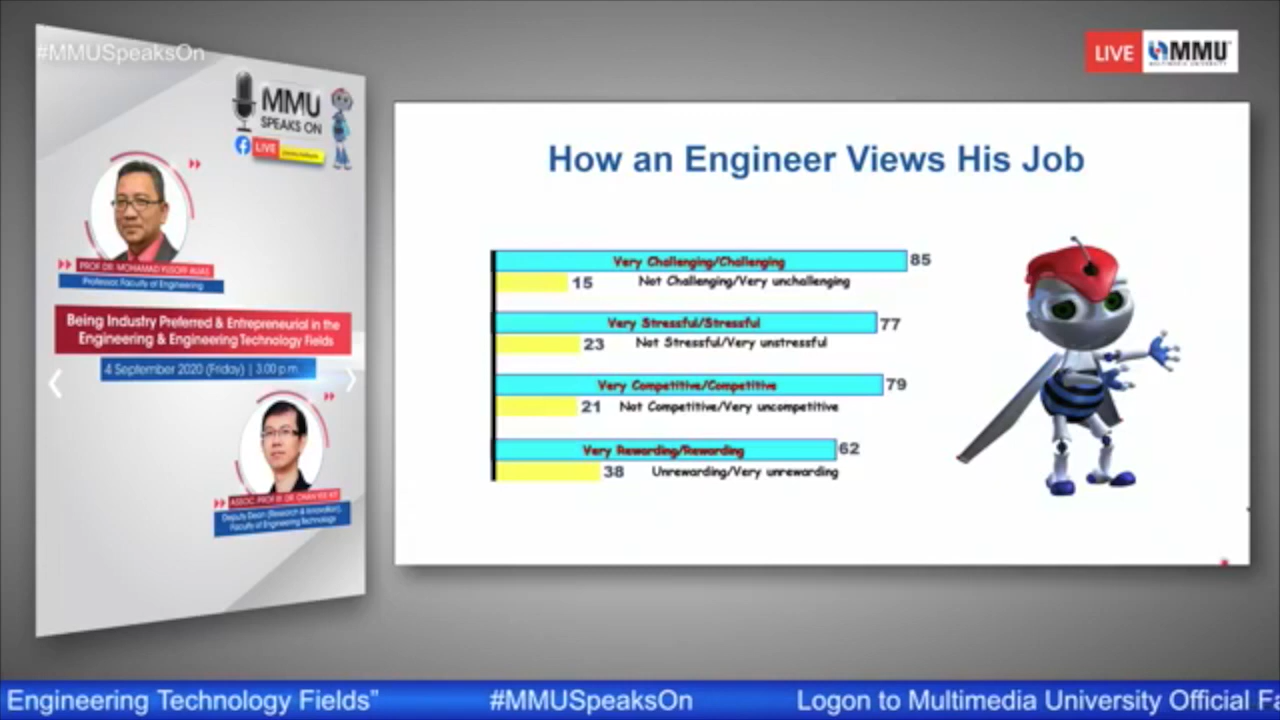 #MMUSpeaksOn
LIVE MMU
MULTIMEDIA UNIVERSITY
MMU
SPEAKS ON
LIVE
PROF. DR. MOHAMAD YUSOFF ALIAS
Professor, Faculty of Engineering
Being Industry Preferred & Entrepreneurial in the
Engineering & Engineering Technology Fields
4 September 2020 (Friday) | 3.00 p.m.
Deputy Dean (Research & Innovation),
Faculty of Engineering Technology
How an Engineer Views His Job
Very Challenging/Challenging 85
15 Not Challenging/Very unchallenging
Very Stressful/Stressful 77
23 Not Stressful/Very unstressful
Very Competitive/Competitive 79
21 Not Competitive/Very uncompetitive
Very Rewarding/Rewarding 62
38 Unrewarding/Very unrewarding
Engineering Technology Fields” #MMUSpeaksOn Logon to Multimedia University Official Fa